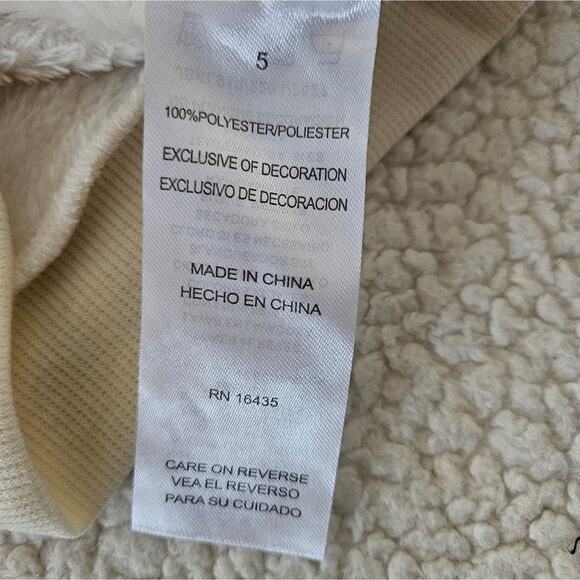 5
100%POLYESTER/POLIESTER
EXCLUSIVE OF DECORATION
EXCLUSIVO DE DECORACION
MADE IN CHINA
HECHO EN CHINA
RN 16435
CARE ON REVERSE
VEA EL REVERSO
PARA SU CUIDADO